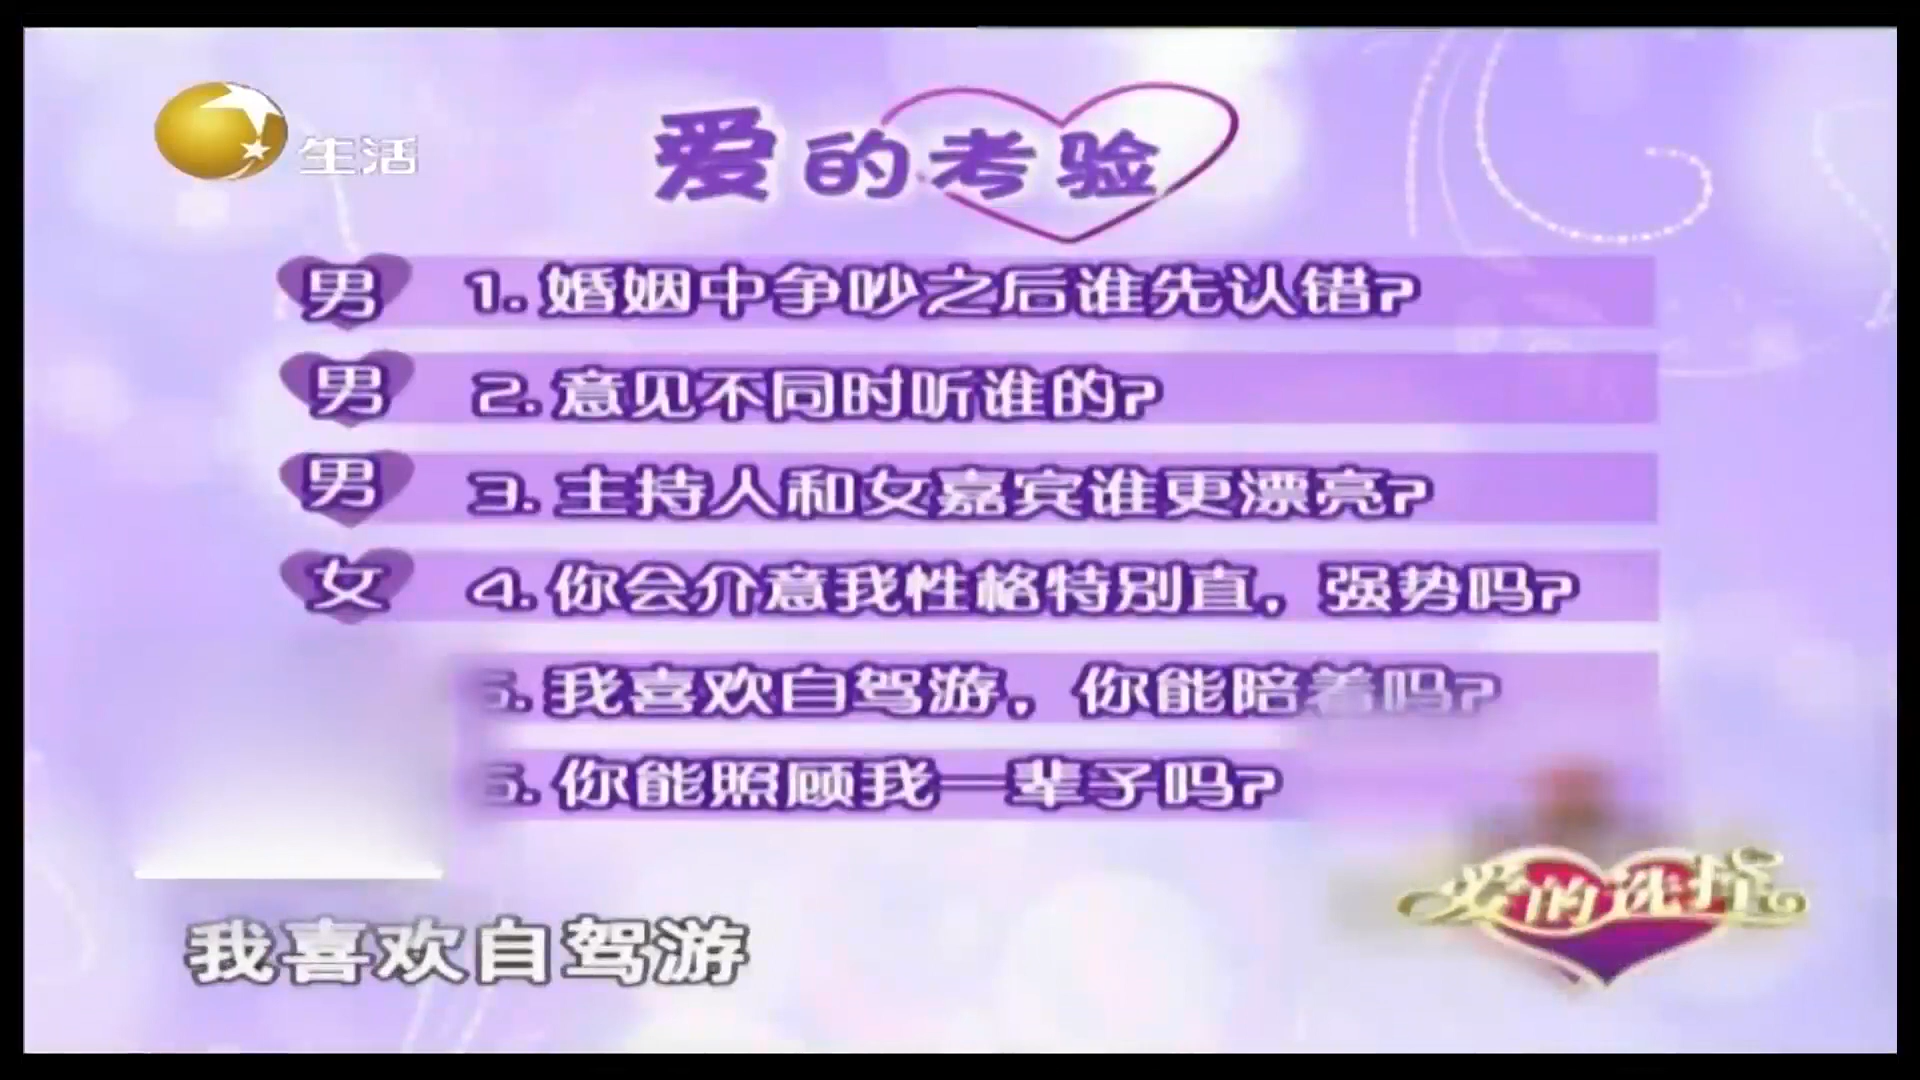 生活
爱的考验
男 1.婚姻中争吵之后谁先认错?
男 2.意见不同时听谁的?
男 3.主持人和女嘉宾谁更漂亮?
女 4.你会介意我性格特别直，强势吗?
5.我喜欢自驾游，你能陪着吗?
6.你能照顾我一辈子吗?
爱的选择
我喜欢自驾游